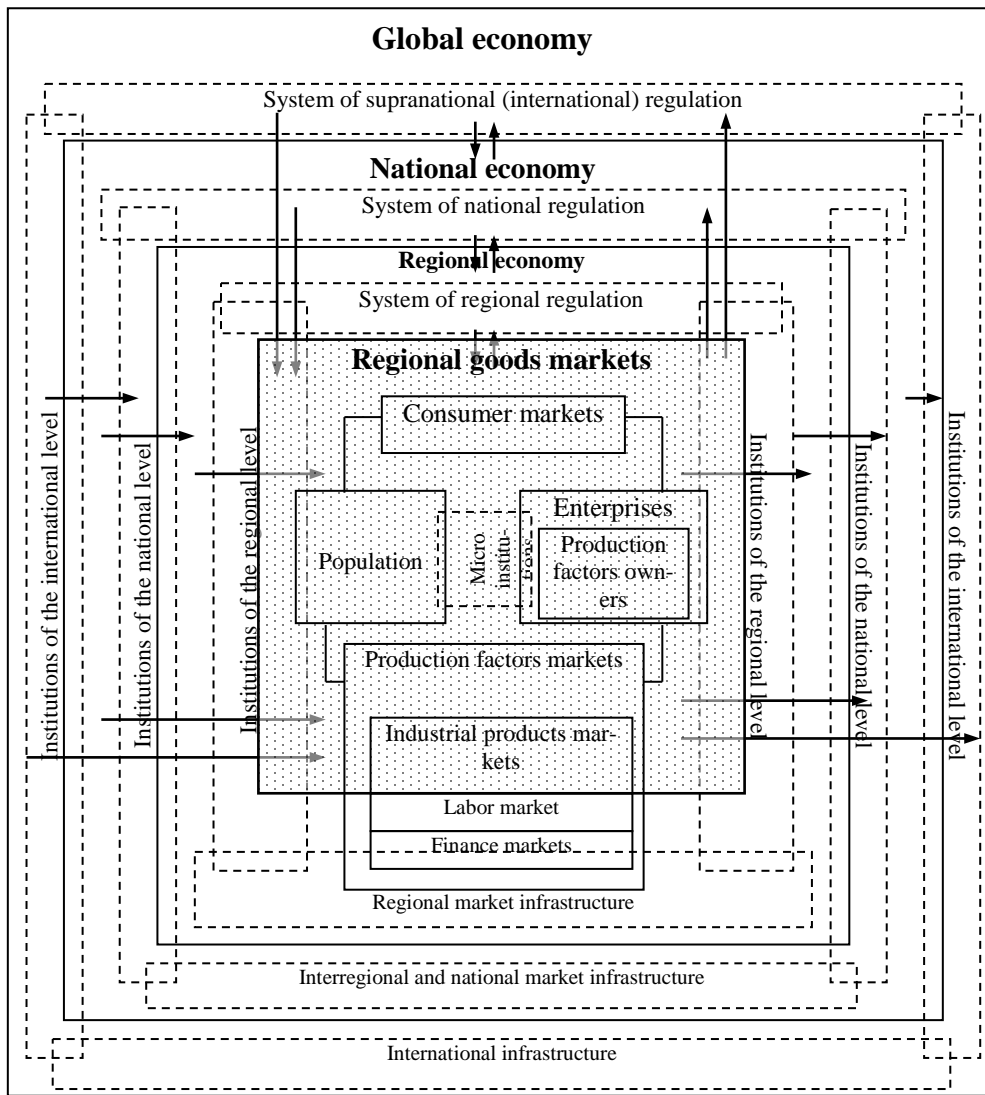 Global economy
System of supranational (international) regulation
National economy
System of national regulation
Regional economy
System of regional regulation
Regional goods markets
Consumer markets
Institutions of the international level
Institutions of the national level
Institutions of the regional level
Population
Micro
institu-
tions
Enterprises
Production
factors own-
ers
Institutions of the regional level
Institutions of the national level
Institutions of the international level
Production factors markets
Industrial products mar-
kets
Labor market
Finance markets
Regional market infrastructure
Interregional and national market infrastructure
International infrastructure